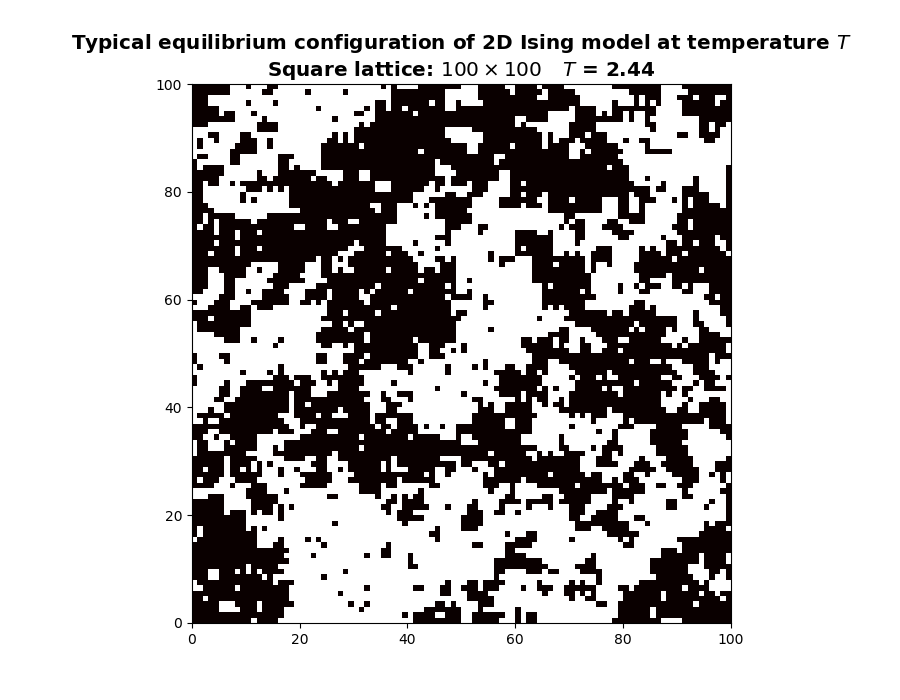 Typical equilibrium configuration of 2D Ising model at temperature T
Square lattice: 100 × 100 T = 2.44
100
80
60
40
20
0
0 20 40 60 80 100